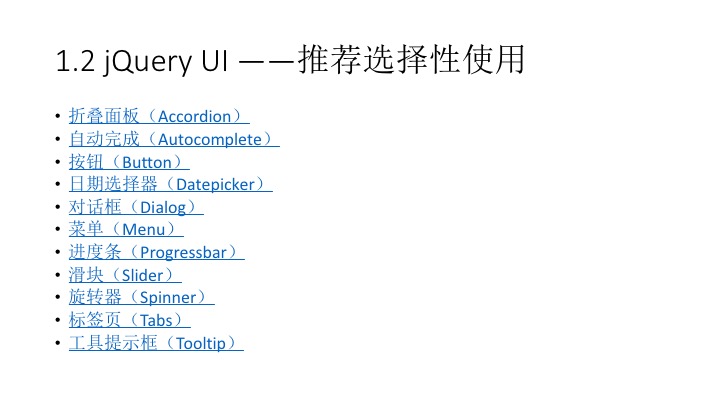 1.2 jQuery UI ——推荐选择性使用
• 折叠面板（Accordion）
• 自动完成（Autocomplete）
• 按钮（Button）
• 日期选择器（Datepicker）
• 对话框（Dialog）
• 菜单（Menu）
• 进度条（Progressbar）
• 滑块（Slider）
• 旋转器（Spinner）
• 标签页（Tabs）
• 工具提示框（Tooltip）